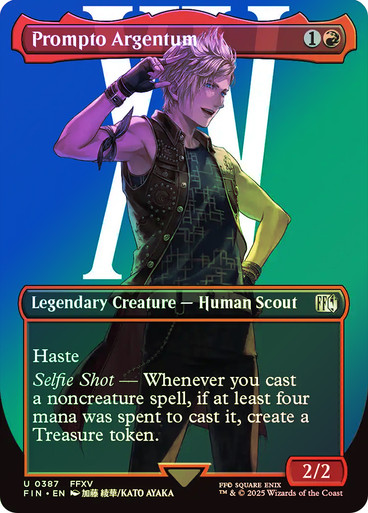 Prompto Argentum 1
Legendary Creature — Human Scout FFC
Haste
Selfie Shot — Whenever you cast
a noncreature spell, if at least four
mana was spent to cast it, create a
Treasure token.
2/2
U 0387 FFXV
FIN • EN 加藤 綾華/KATO AYAKA
FF© SQUARE ENIX
™ & © 2025 Wizards of the Coast